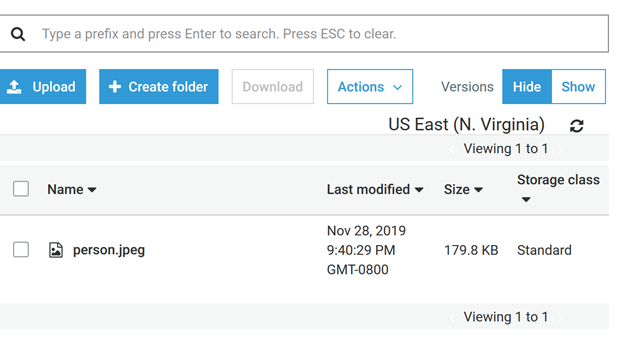 Type a prefix and press Enter to search. Press ESC to clear.
Upload Create folder Download Actions Versions Hide Show
US East (N. Virginia)
Viewing 1 to 1
Name Last modified Size Storage class
person.jpeg Nov 28, 2019 9:40:29 PM GMT-0800 179.8 KB Standard
Viewing 1 to 1